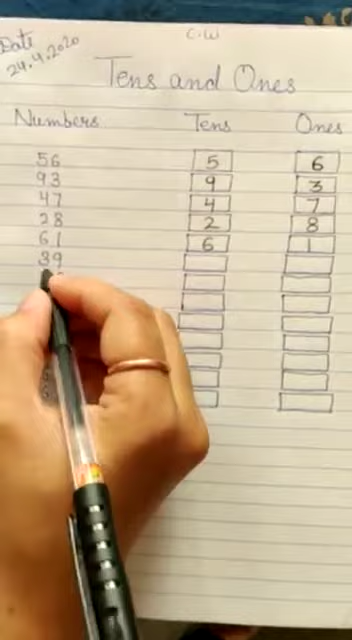 C.W
Date
24.4.2020
Tens and Ones
Numbers Tens Ones
56 5 6
93 9 3
47 4 7
28 2 8
61 6 1
39